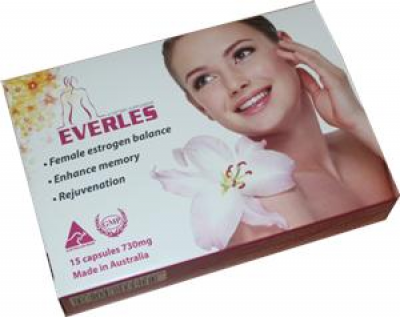 EVERLES
• Female estrogen balance
• Enhance memory
• Rejuvenation
GMP
15 capsules 730mg
Made in Australia